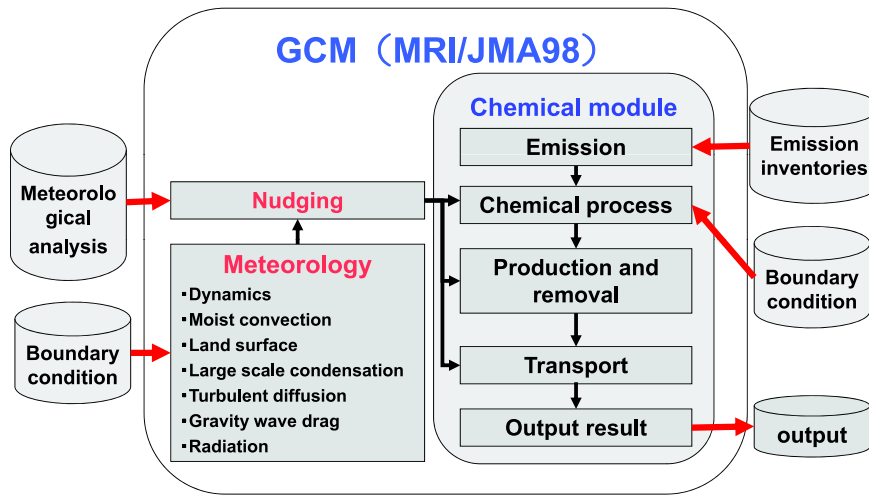 GCM（MRI/JMA98）
Meteorolo
gical
analysis
Boundary
condition
Nudging
Meteorology
・Dynamics
・Moist convection
・Land surface
・Large scale condensation
・Turbulent diffusion
・Gravity wave drag
・Radiation
Chemical module
Emission
Chemical process
Production and
removal
Transport
Output result
Emission
inventories
Boundary
condition
output